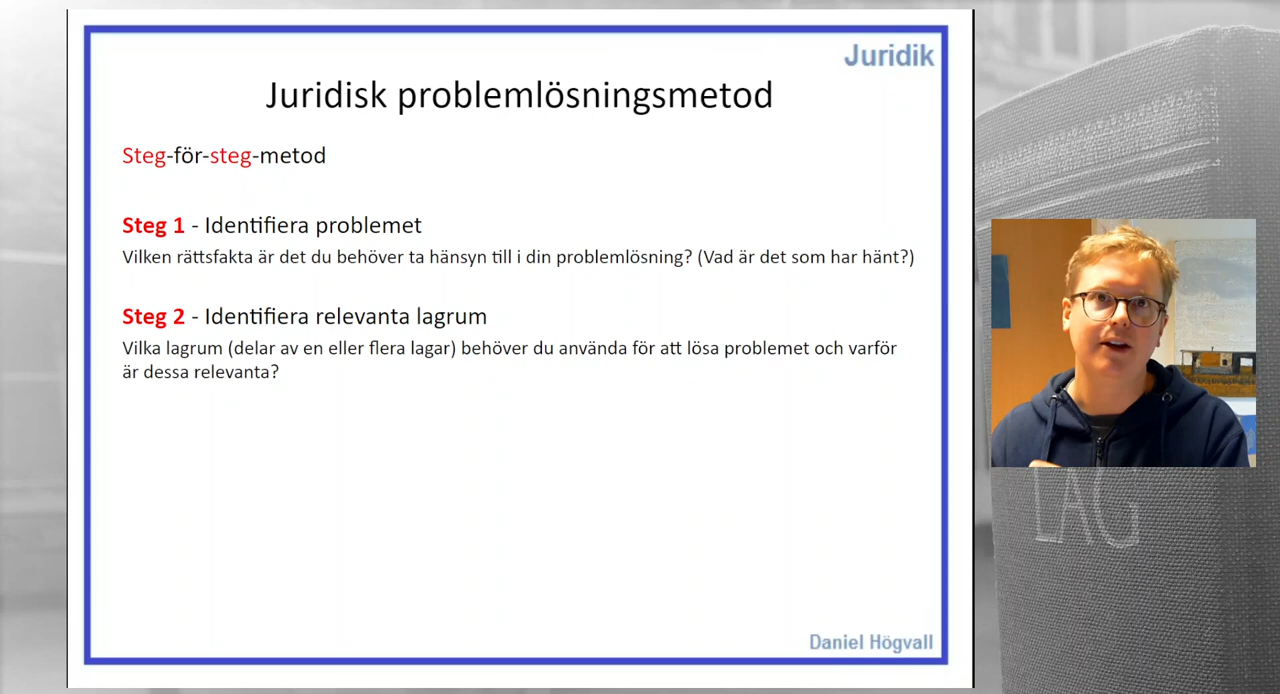 Juridik
Juridisk problemlösningsmetod
Steg-för-steg-metod
Steg 1 - Identifiera problemet
Vilken rättsfakta är det du behöver ta hänsyn till i din problemlösning? (Vad är det som har hänt?)
Steg 2 - Identifiera relevanta lagrum
Vilka lagrum (delar av en eller flera lagar) behöver du använda för att lösa problemet och varför
är dessa relevanta?
LAG
Daniel Högvall